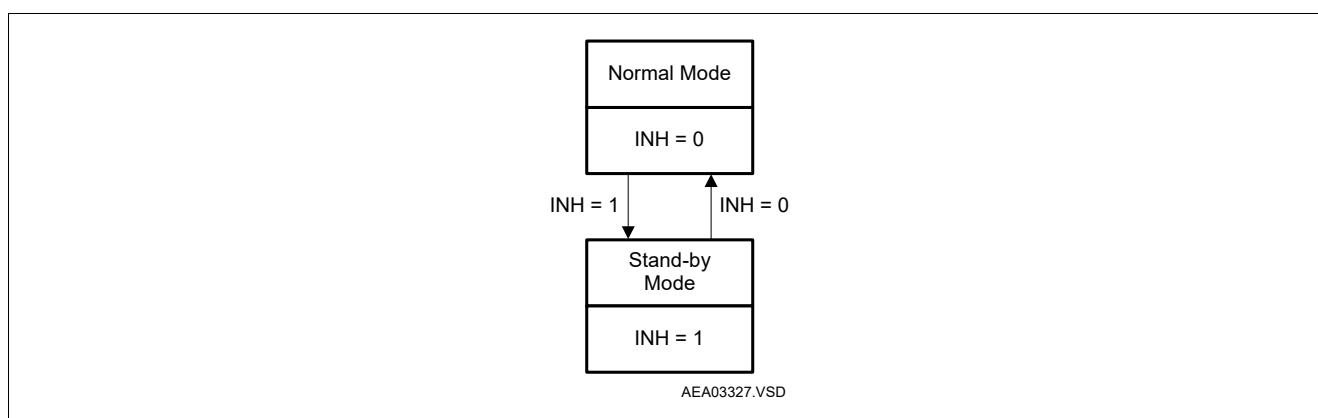 Normal Mode
INH = 0
INH = 1
INH = 0
Stand-by
Mode
INH = 1
AEA03327.VSD